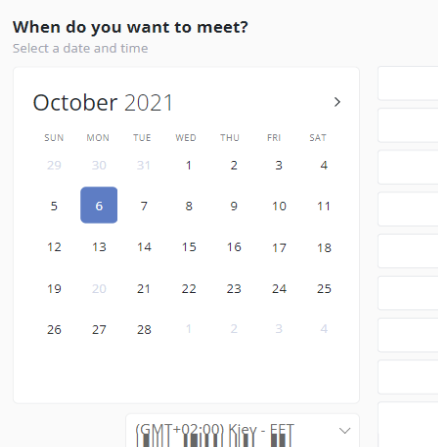 When do you want to meet?
Select a date and time
October 2021
SUN MON TUE WED THU FRI SAT
29 30 31 1 2 3 4
5 6 7 8 9 10 11
12 13 14 15 16 17 18
19 20 21 22 23 24 25
26 27 28 1 2 3 4
(GMT+02:00) Kiev - EET